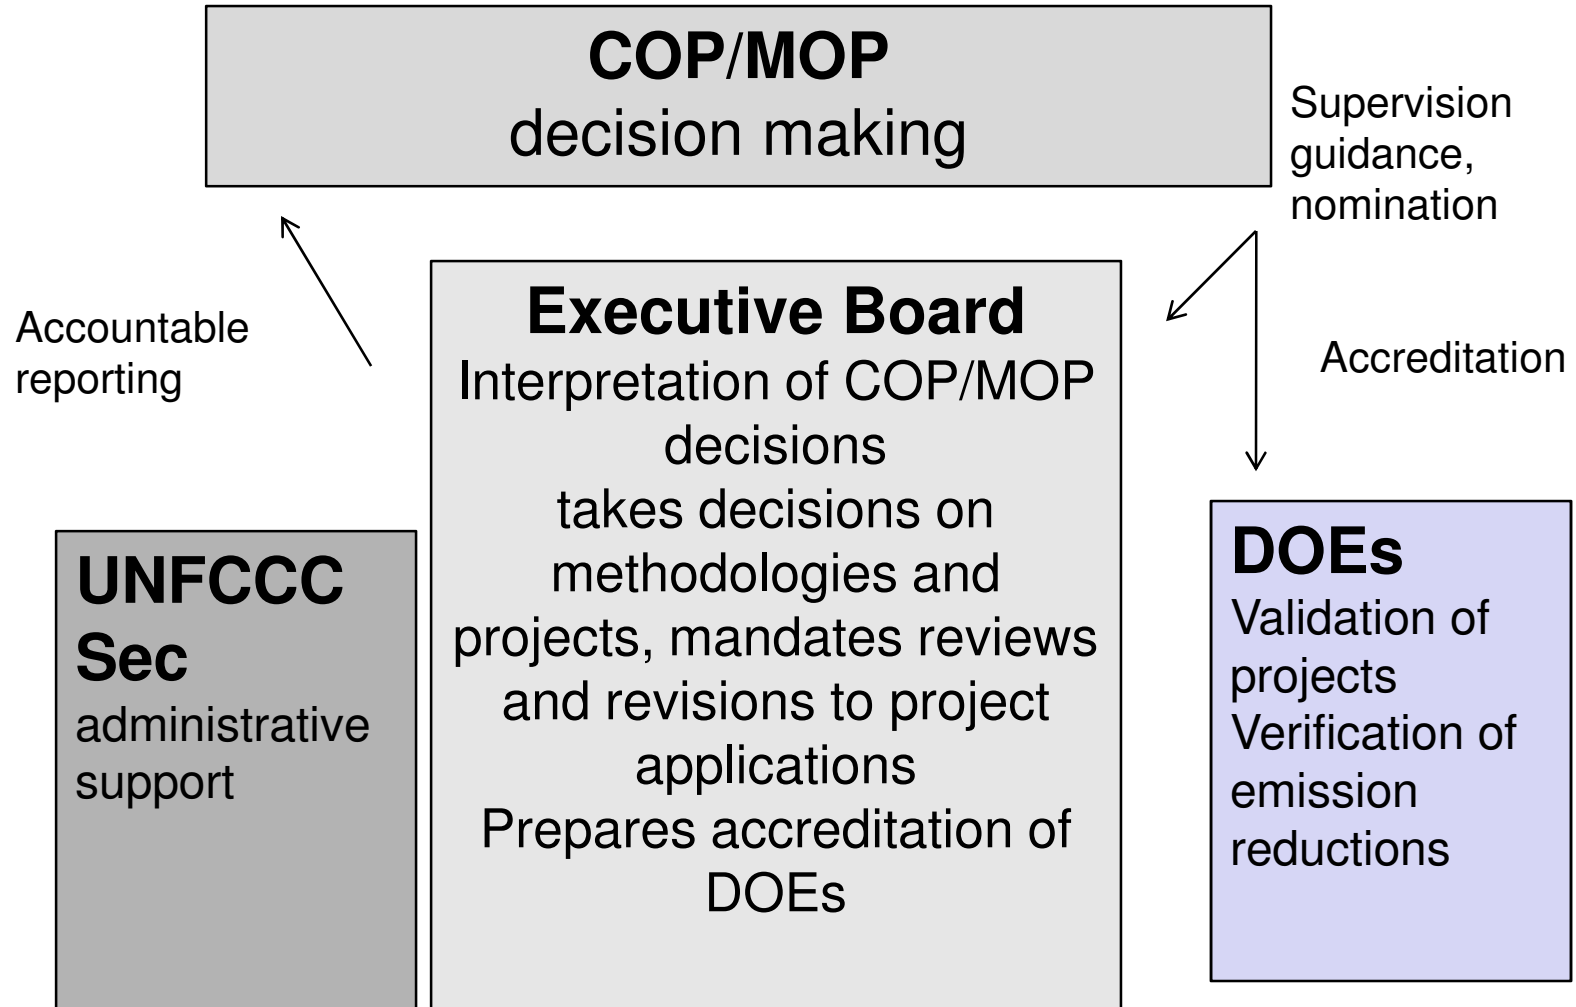 COP/MOP
decision making
Supervision
guidance,
nomination
Accountable
reporting
Executive Board
Interpretation of COP/MOP
decisions
takes decisions on
methodologies and
projects, mandates reviews
and revisions to project
applications
Prepares accreditation of
DOEs
Accreditation
UNFCCC
Sec
administrative
support
DOEs
Validation of
projects
Verification of
emission
reductions